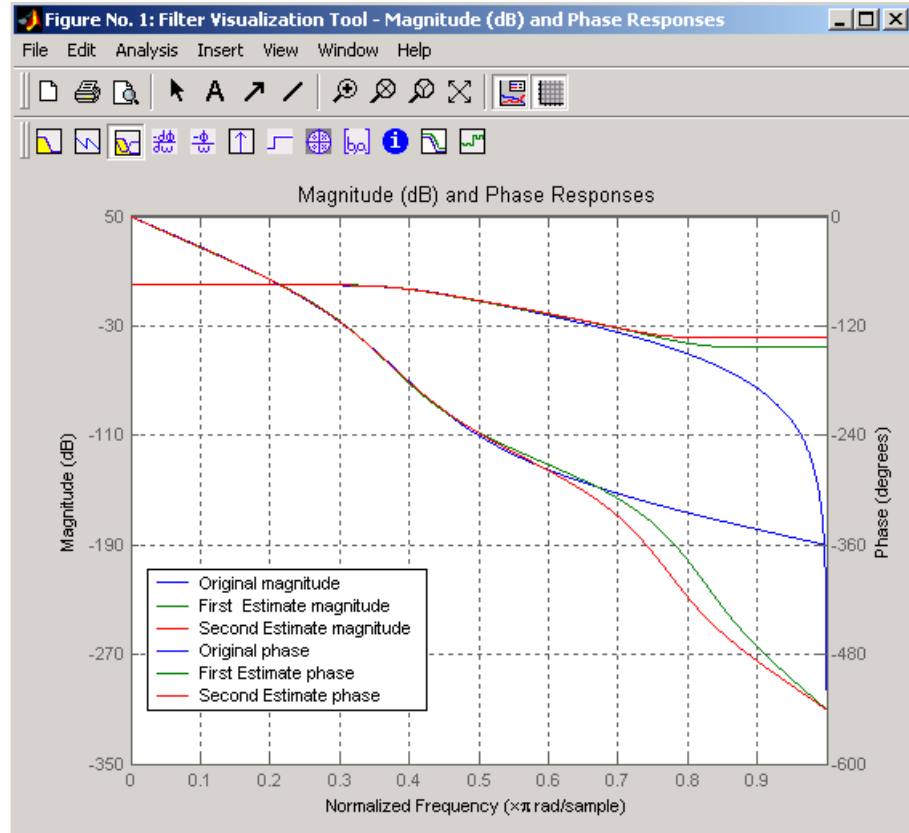 Figure No. 1: Filter Visualization Tool - Magnitude (dB) and Phase Responses
File Edit Analysis Insert View Window Help
A
-dΦ
dω
-Φ
ω
[b,a]
i
Magnitude (dB) and Phase Responses
50
-30
-110
-190
-270
-350
Magnitude (dB)
0
-120
-240
-360
-480
-600
Phase (degrees)
Original magnitude
First Estimate magnitude
Second Estimate magnitude
Original phase
First Estimate phase
Second Estimate phase
0 0.1 0.2 0.3 0.4 0.5 0.6 0.7 0.8 0.9
Normalized Frequency (×π rad/sample)